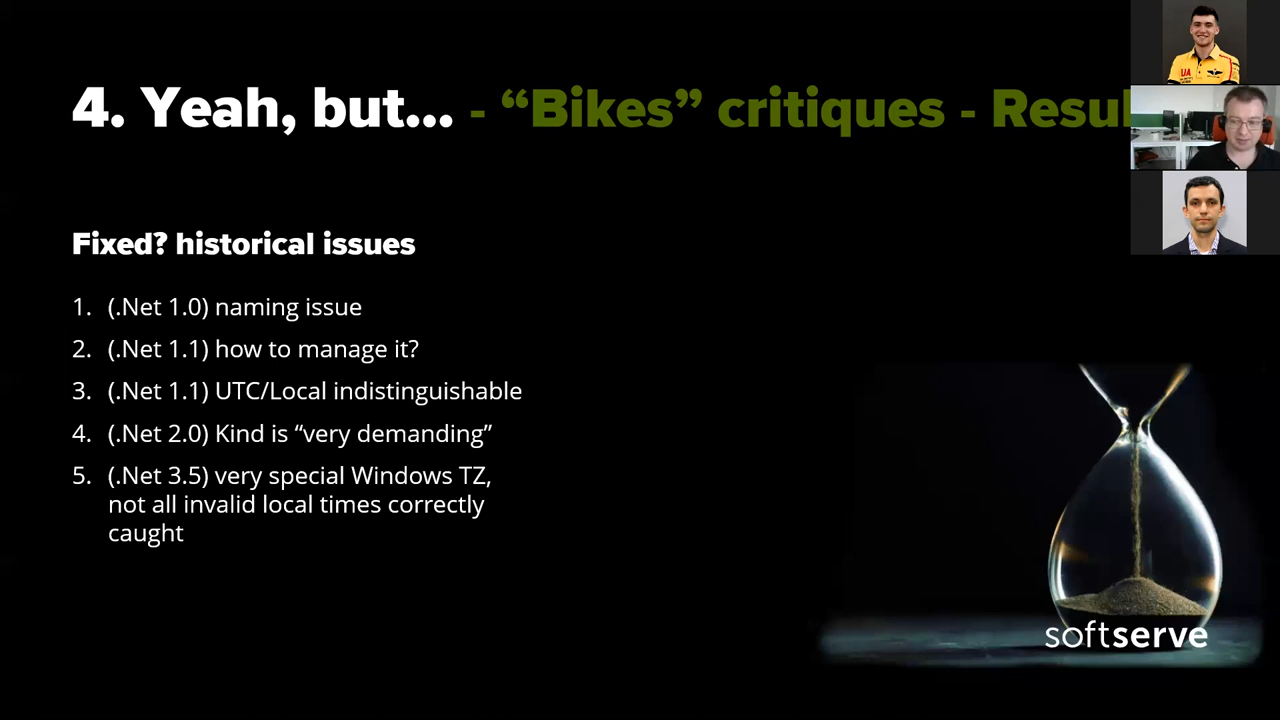 4. Yeah, but... - “Bikes” critiques - Resul
Fixed? historical issues
1. (.Net 1.0) naming issue
2. (.Net 1.1) how to manage it?
3. (.Net 1.1) UTC/Local indistinguishable
4. (.Net 2.0) Kind is “very demanding”
5. (.Net 3.5) very special Windows TZ,
not all invalid local times correctly
caught
softserve
UA